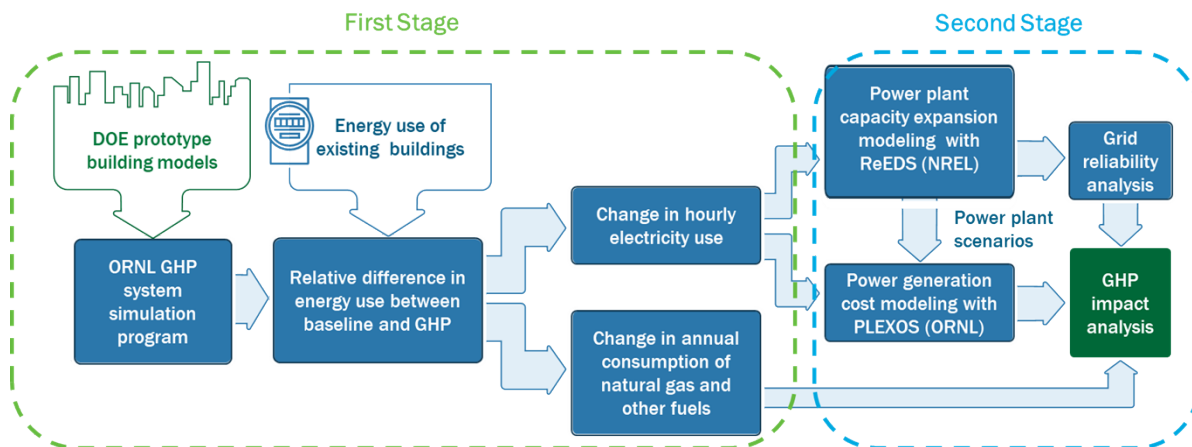 First Stage
Second Stage
DOE prototype
building models
Energy use of
existing buildings
ORNL GHP
system
simulation
program
Relative difference in
energy use between
baseline and GHP
Change in hourly
electricity use
Change in annual
consumption of
natural gas and
other fuels
Power plant
capacity expansion
modeling with
ReEDS (NREL)
Grid
reliability
analysis
Power plant
scenarios
Power generation
cost modeling with
PLEXOS (ORNL)
GHP
impact
analysis